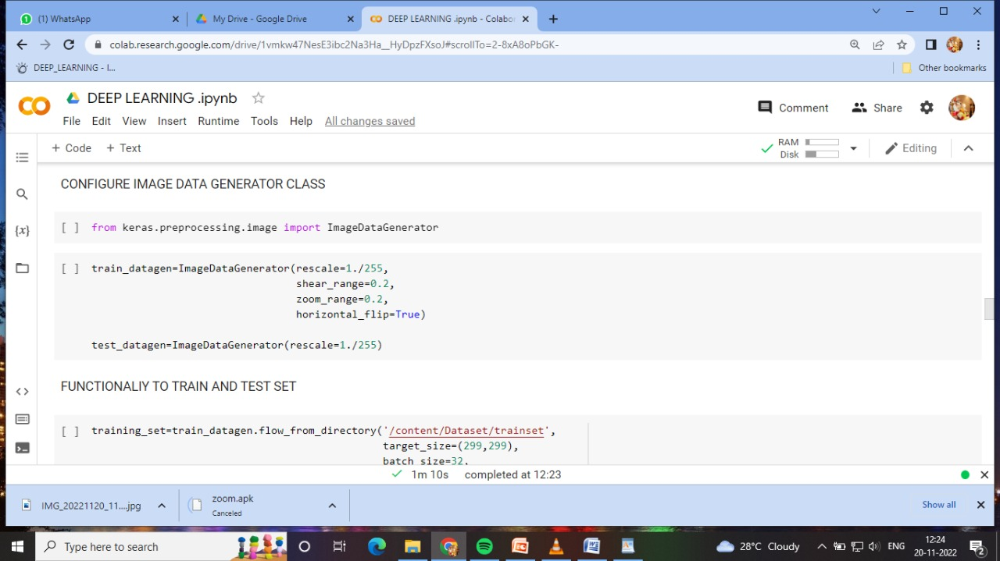 (1) WhatsApp
My Drive - Google Drive
DEEP LEARNING .ipynb - Colabor
colab.research.google.com/drive/1vmkw47NesE3ibc2Na3Ha__HyDpzFXsoJ#scrollTo=2-8xA8oPbGK-
DEEP_LEARNING - I...
Other bookmarks
DEEP LEARNING .ipynb
Comment
Share
File Edit View Insert Runtime Tools Help All changes saved
+ Code + Text
RAM
Disk
Editing
CONFIGURE IMAGE DATA GENERATOR CLASS
[ ] from keras.preprocessing.image import ImageDataGenerator
[ ] train_datagen=ImageDataGenerator(rescale=1./255,
shear_range=0.2,
zoom_range=0.2,
horizontal_flip=True)
test_datagen=ImageDataGenerator(rescale=1./255)
FUNCTIONALIY TO TRAIN AND TEST SET
[ ] training_set=train_datagen.flow_from_directory('/content/Dataset/trainset',
target_size=(299,299),
batch_size=32,
1m 10s completed at 12:23
IMG_20221120_11....jpg
zoom.apk
Canceled
Show all
Type here to search
28°C Cloudy
ENG
12:24
20-11-2022
2